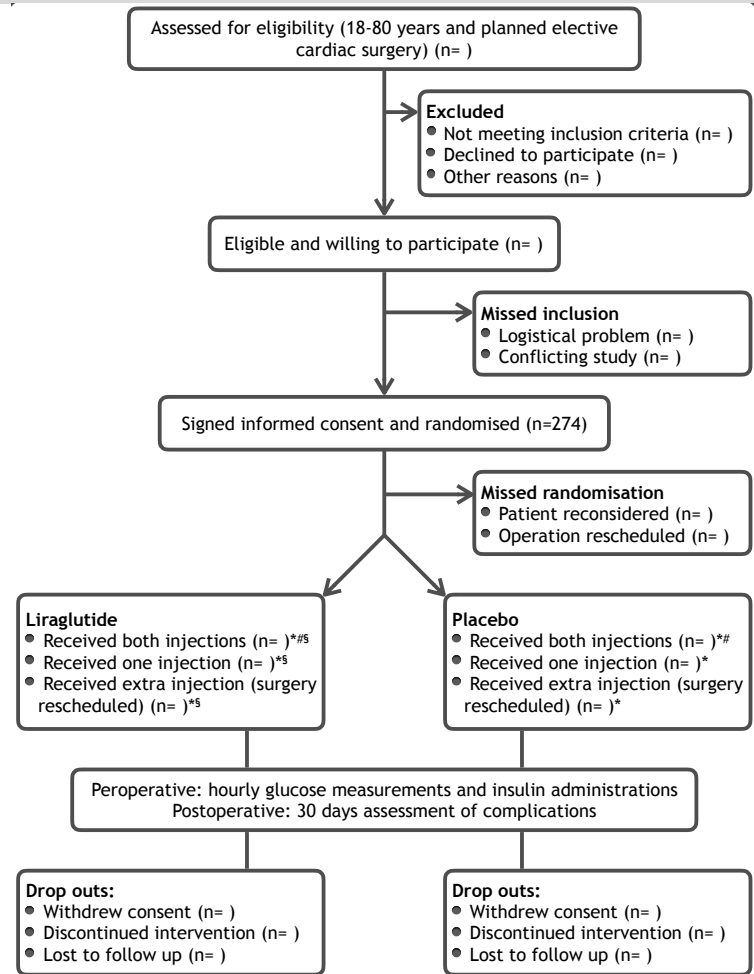 Assessed for eligibility (18-80 years and planned elective
cardiac surgery) (n= )
Excluded
● Not meeting inclusion criteria (n= )
● Declined to participate (n= )
● Other reasons (n= )
Eligible and willing to participate (n= )
Missed inclusion
● Logistical problem (n= )
● Conflicting study (n= )
Signed informed consent and randomised (n=274)
Missed randomisation
● Patient reconsidered (n= )
● Operation rescheduled (n= )
Liraglutide
● Received both injections (n= )*#§
● Received one injection (n= )*§
● Received extra injection (surgery
rescheduled) (n= )*§
Placebo
● Received both injections (n= )*#
● Received one injection (n= )*
● Received extra injection (surgery
rescheduled) (n= )*
Peroperative: hourly glucose measurements and insulin administrations
Postoperative: 30 days assessment of complications
Drop outs:
● Withdrew consent (n= )
● Discontinued intervention (n= )
● Lost to follow up (n= )
Drop outs:
● Withdrew consent (n= )
● Discontinued intervention (n= )
● Lost to follow up (n= )